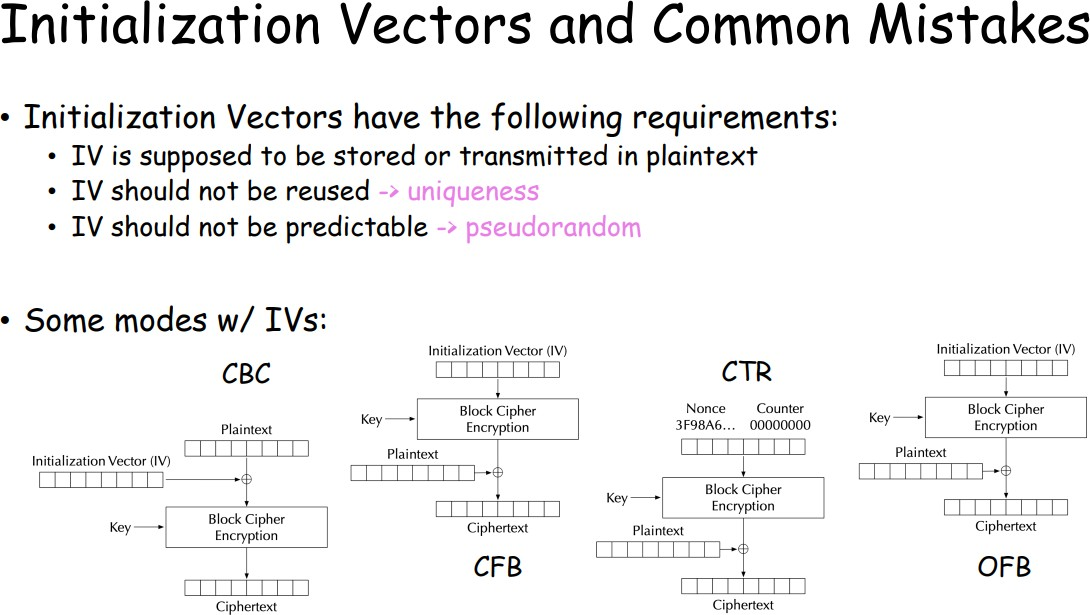 Initialization Vectors and Common Mistakes
• Initialization Vectors have the following requirements:
• IV is supposed to be stored or transmitted in plaintext
• IV should not be reused -> uniqueness
• IV should not be predictable -> pseudorandom
• Some modes w/ IVs:
CBC
Plaintext
Initialization Vector (IV)
Key
Block Cipher
Encryption
Ciphertext
Initialization Vector (IV)
Key
Block Cipher
Encryption
Plaintext
Ciphertext
CFB
CTR
Nonce Counter
3F98A6... 00000000
Key
Block Cipher
Encryption
Plaintext
Ciphertext
Initialization Vector (IV)
Key
Block Cipher
Encryption
Plaintext
Ciphertext
OFB